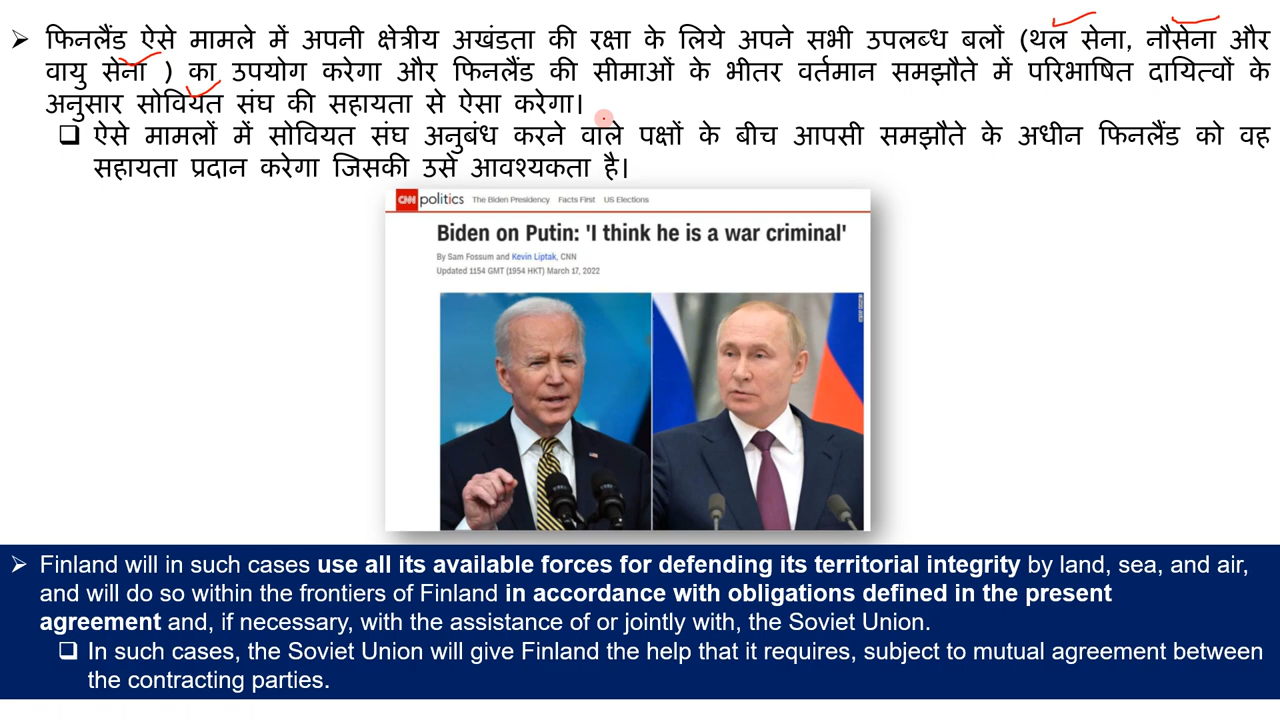 ➢ फिनलैंड ऐसे मामले में अपनी क्षेत्रीय अखंडता की रक्षा के लिये अपने सभी उपलब्ध बलों (थल सेना, नौसेना और
वायु सेना ) का उपयोग करेगा और फिनलैंड की सीमाओं के भीतर वर्तमान समझौते में परिभाषित दायित्वों के
अनुसार सोवियत संघ की सहायता से ऐसा करेगा।
❑ ऐसे मामलों में सोवियत संघ अनुबंध करने वाले पक्षों के बीच आपसी समझौते के अधीन फिनलैंड को वह
सहायता प्रदान करेगा जिसकी उसे आवश्यकता है।
CNN politics The Biden Presidency Facts First US Elections
Biden on Putin: 'I think he is a war criminal'
By Sam Fossum and Kevin Liptak, CNN
Updated 1154 GMT (1954 HKT) March 17, 2022
➢ Finland will in such cases use all its available forces for defending its territorial integrity by land, sea, and air,
and will do so within the frontiers of Finland in accordance with obligations defined in the present
agreement and, if necessary, with the assistance of or jointly with, the Soviet Union.
❑ In such cases, the Soviet Union will give Finland the help that it requires, subject to mutual agreement between
the contracting parties.